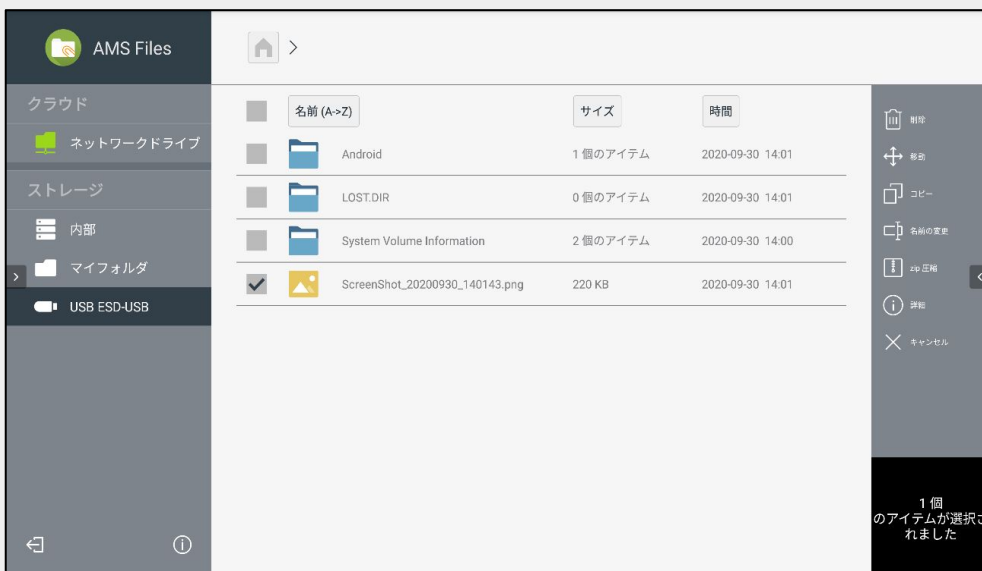 AMS Files
クラウド
ネットワークドライブ
ストレージ
内部
マイフォルダ
USB ESD-USB
名前 (A->Z) サイズ 時間
Android 1 個のアイテム 2020-09-30 14:01
LOST.DIR 0 個のアイテム 2020-09-30 14:01
System Volume Information 2 個のアイテム 2020-09-30 14:00
ScreenShot_20200930_140143.png 220 KB 2020-09-30 14:01
削除
移動
コピー
名前の変更
zip 圧縮
詳細
キャンセル
1 個
のアイテムが選択さ
れました